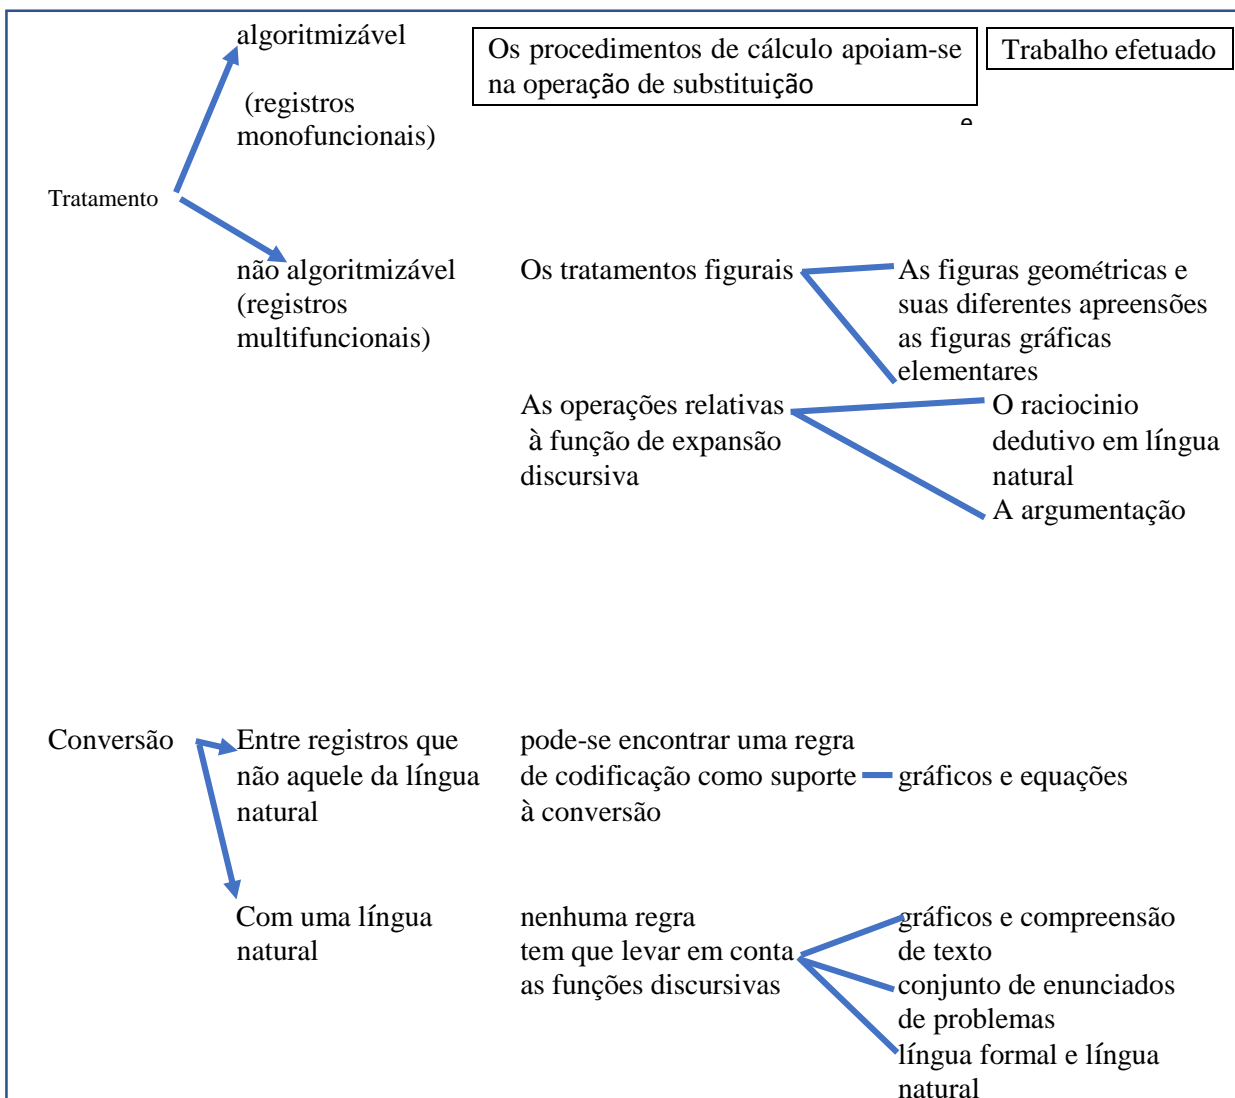 algoritmizável
(registros
monofuncionais)
Os procedimentos de cálculo apoiam-se
na operação de substituição
e
Trabalho efetuado
Tratamento
não algoritmizável
(registros
multifuncionais)
Os tratamentos figurais
As figuras geométricas e
suas diferentes apreensões
as figuras gráficas
elementares
As operações relativas
à função de expansão
discursiva
O raciocinio
dedutivo em língua
natural
A argumentação
Conversão
Entre registros que
não aquele da língua
natural
pode-se encontrar uma regra
de codificação como suporte
à conversão
gráficos e equações
Com uma língua
natural
nenhuma regra
tem que levar em conta
as funções discursivas
gráficos e compreensão
de texto
conjunto de enunciados
de problemas
língua formal e língua
natural